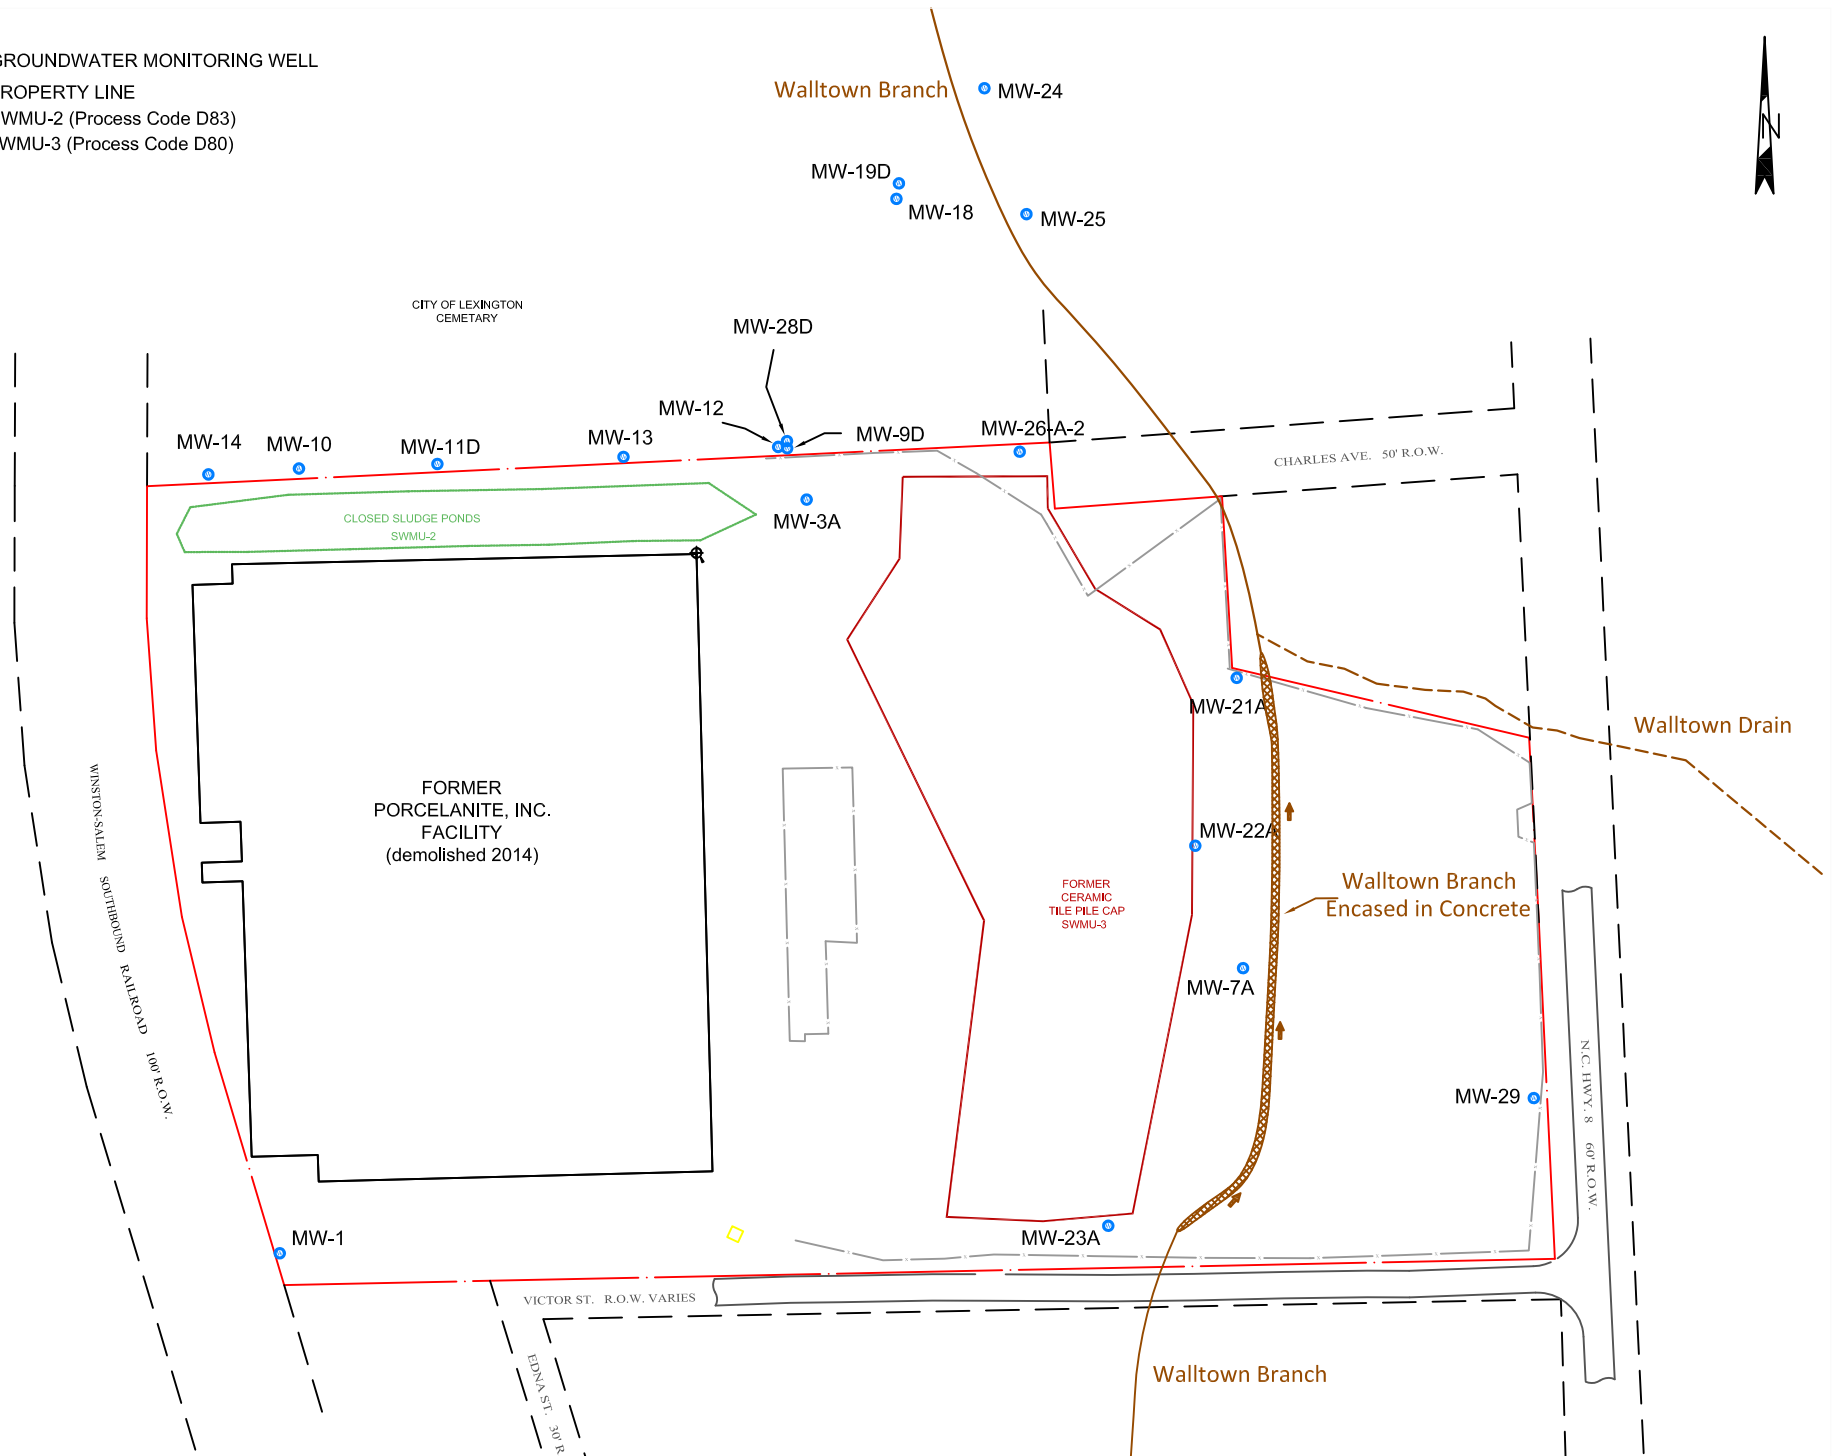 GROUNDWATER MONITORING WELL
ROPERTY LINE
WMU-2 (Process Code D83)
WMU-3 (Process Code D80)
Walltown Branch
MW-24
N
MW-19D
MW-18
MW-25
CITY OF LEXINGTON
CEMETARY
MW-28D
MW-12
MW-9D
MW-26-A-2
MW-14
MW-10
MW-11D
MW-13
CHARLES AVE. 50' R.O.W.
MW-3A
CLOSED SLUDGE PONDS
SWMU-2
MW-21A
Walltown Drain
FORMER
PORCELANITE, INC.
FACILITY
(demolished 2014)
WINSTON-SALEM SOUTHBOUND RAILROAD 100' R.O.W.
MW-22A
FORMER
CERAMIC
TILE PILE CAP
SWMU-3
Walltown Branch
Encased in Concrete
MW-7A
MW-29
N.C. HWY. 8 60' R.O.W.
MW-1
MW-23A
VICTOR ST. R.O.W. VARIES
EDNA ST. 30' R
Walltown Branch